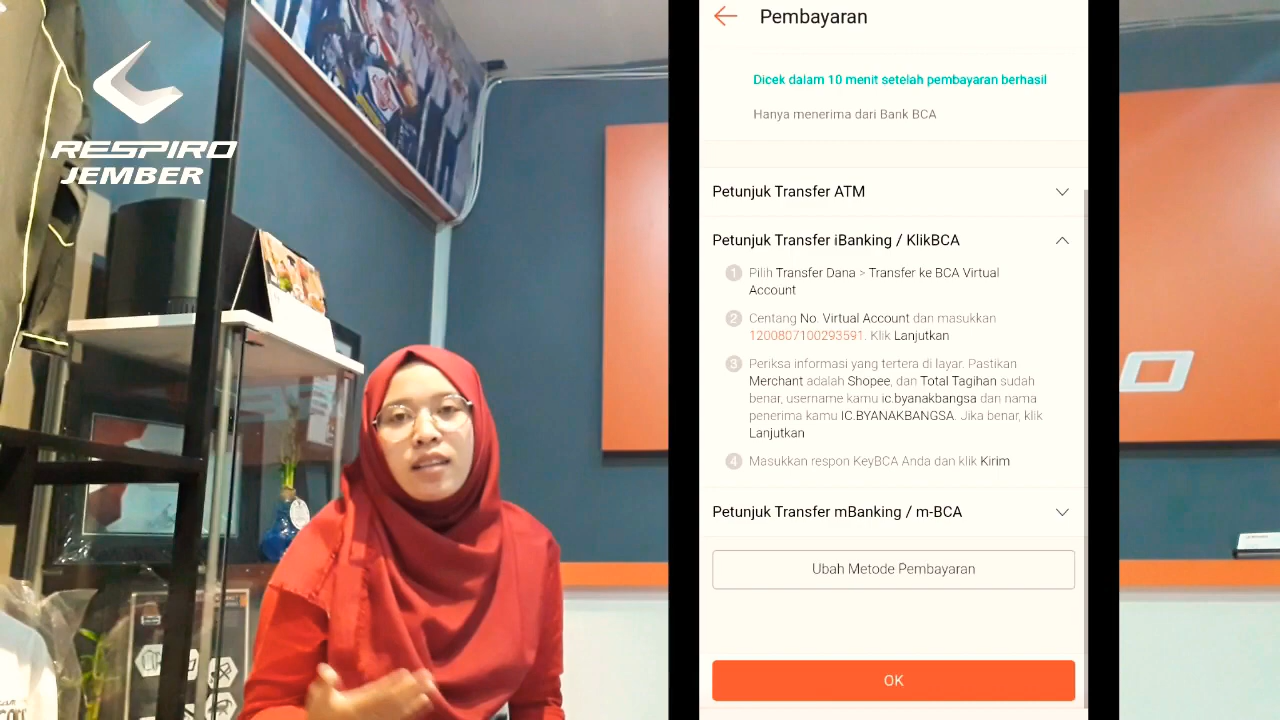 RESPIRO
JEMBER
Pembayaran
Dicek dalam 10 menit setelah pembayaran berhasil
Hanya menerima dari Bank BCA
Petunjuk Transfer ATM
Petunjuk Transfer iBanking / KlikBCA
1 Pilih Transfer Dana > Transfer ke BCA Virtual
Account
2 Centang No. Virtual Account dan masukkan
1200807100293591. Klik Lanjutkan
3 Periksa informasi yang tertera di layar. Pastikan
Merchant adalah Shopee, dan Total Tagihan sudah
benar, username kamu ic.byanakbangsa dan nama
penerima kamu IC.BYANAKBANGSA. Jika benar, klik
Lanjutkan
4 Masukkan respon KeyBCA Anda dan klik Kirim
Petunjuk Transfer mBanking / m-BCA
Ubah Metode Pembayaran
OK